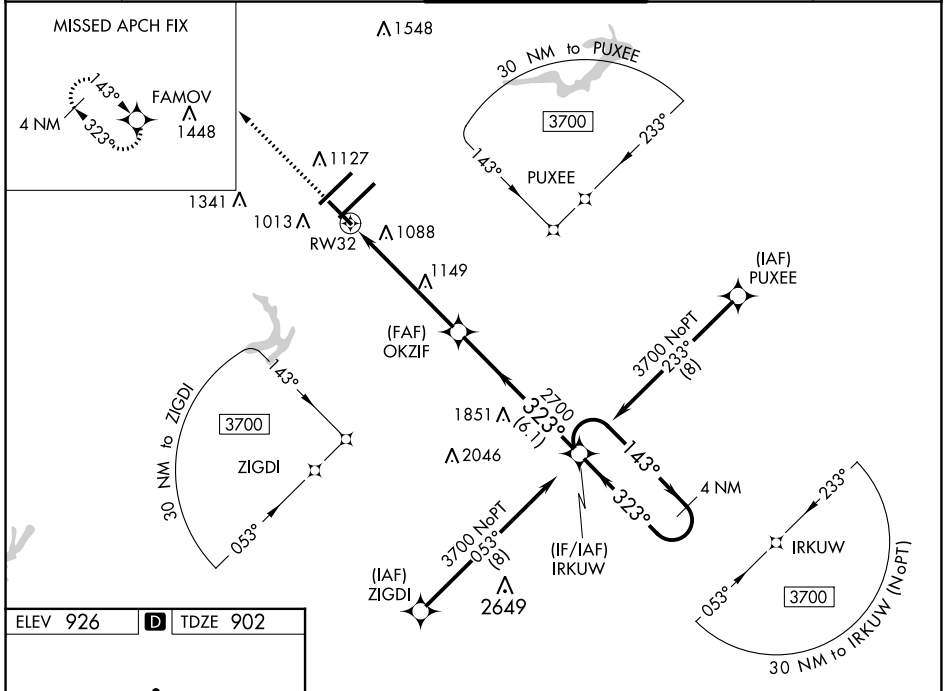 MISSED APCH FIX
143°
FAMOV
4 NM
323°
1448
1548
30 NM to PUXEE
3700
143°
233°
PUXEE
1127
1341
1013
RW32
1088
1149
(IAF)
PUXEE
(FAF)
OKZIF
3700 NoPT
233°
(8)
143°
30 NM to ZIGDI
3700
ZIGDI
053°
2700
323°
(6.1)
1851
2046
143°
4 NM
323°
3700 NoPT
053°
(8)
(IF/IAF)
IRKUW
(IAF)
ZIGDI
2649
233°
IRKUW
053°
3700
30 NM to IRKUW (NoPT)
ELEV 926 D TDZE 902